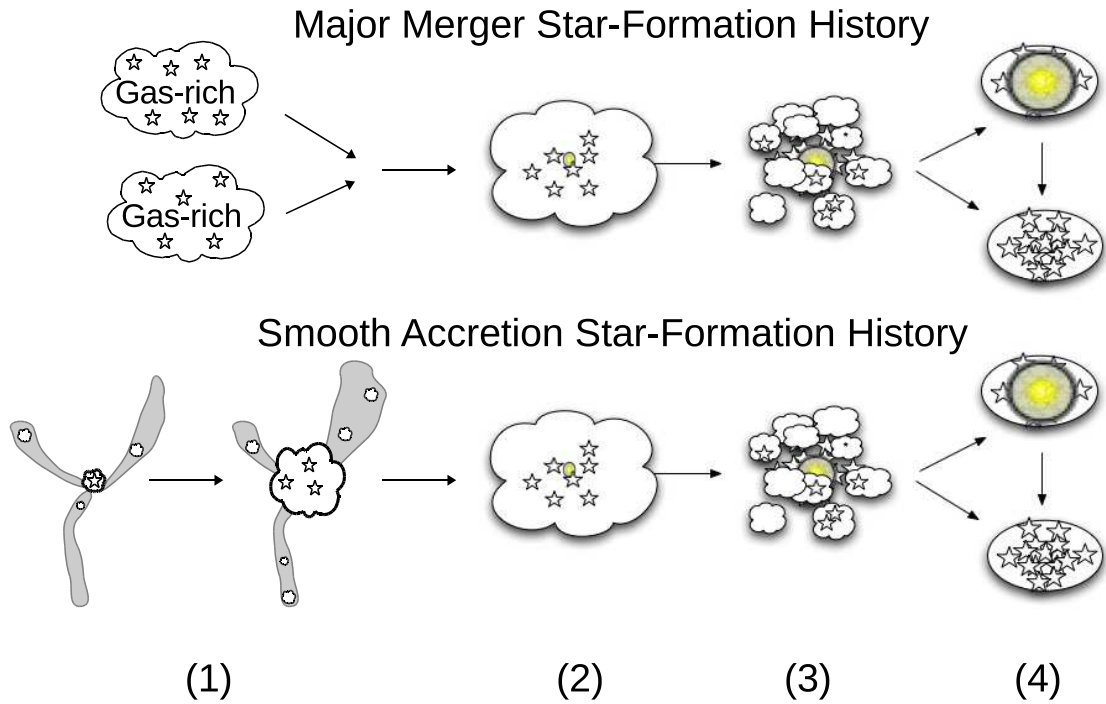 Major Merger Star-Formation History
Gas-rich
Gas-rich
Smooth Accretion Star-Formation History
(1) (2) (3) (4)